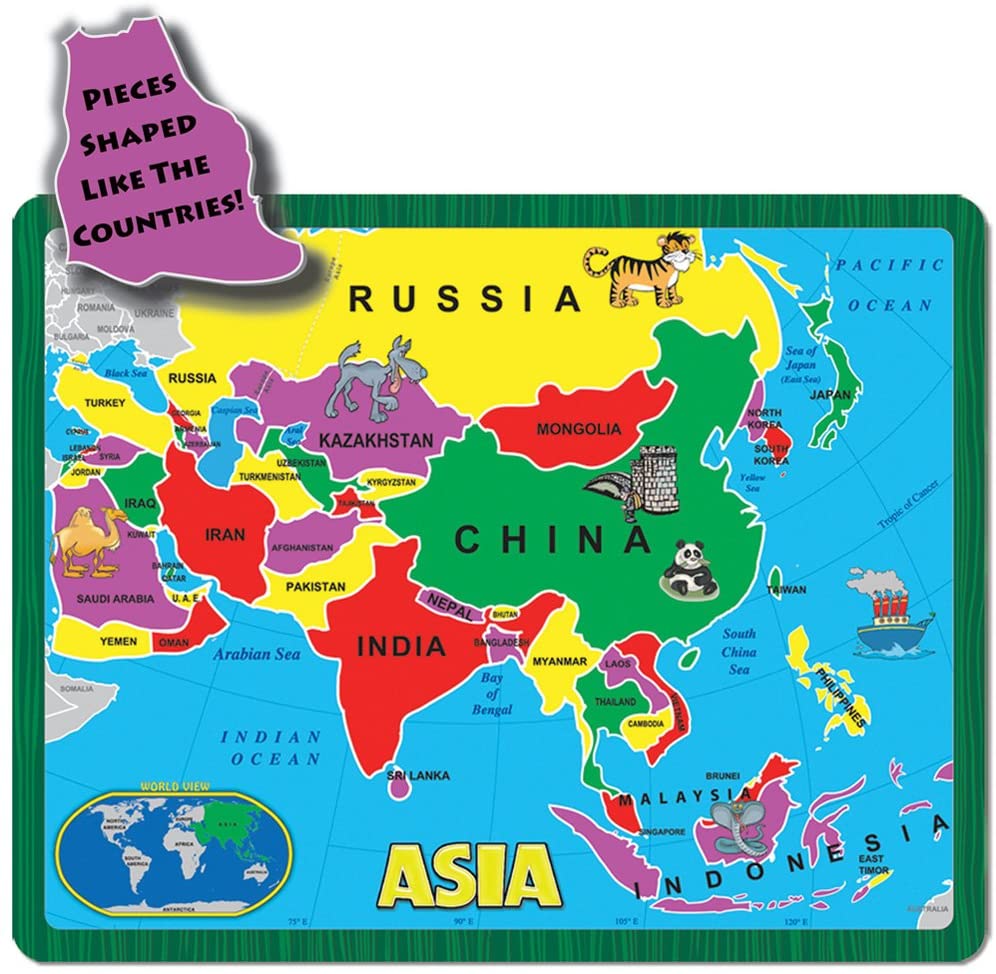 PIECES
SHAPED
LIKE THE
COUNTRIES!
HUNGARY
ROMANIA
UKRAINE
MOLDOVA
BULGARIA
RUSSIA
PACIFIC
OCEAN
Black Sea
RUSSIA
Europe
Asia
Sea of
Japan
(East Sea)
JAPAN
TURKEY
GEORGIA
ARMENIA
AZERBAIJAN
Caspian Sea
Aral
Sea
KAZAKHSTAN
MONGOLIA
NORTH
KOREA
SOUTH
KOREA
Yellow
Sea
CYPRUS
LEBANON
ISRAEL
SYRIA
JORDAN
UZBEKISTAN
TURKMENISTAN
KYRGYZSTAN
TAJIKISTAN
Tropic of Cancer
IRAQ
IRAN
KUWAIT
AFGHANISTAN
CHINA
BAHRAIN
QATAR
PAKISTAN
SAUDI ARABIA
U. A. E.
NEPAL
BHUTAN
TAIWAN
YEMEN
OMAN
INDIA
BANGLADESH
Arabian Sea
MYANMAR
LAOS
South
China
Sea
Bay
of
Bengal
SOMALIA
THAILAND
VIETNAM
CAMBODIA
PHILIPPINES
INDIAN
OCEAN
SRI LANKA
BRUNEI
MALAYSIA
SINGAPORE
INDONESIA
EAST
TIMOR
WORLD VIEW
NORTH
AMERICA
EUROPE
ASIA
AFRICA
SOUTH
AMERICA
AUSTRALIA
ANTARCTICA
ASIA
AUSTRALIA
75° E
90° E
105° E
120° E